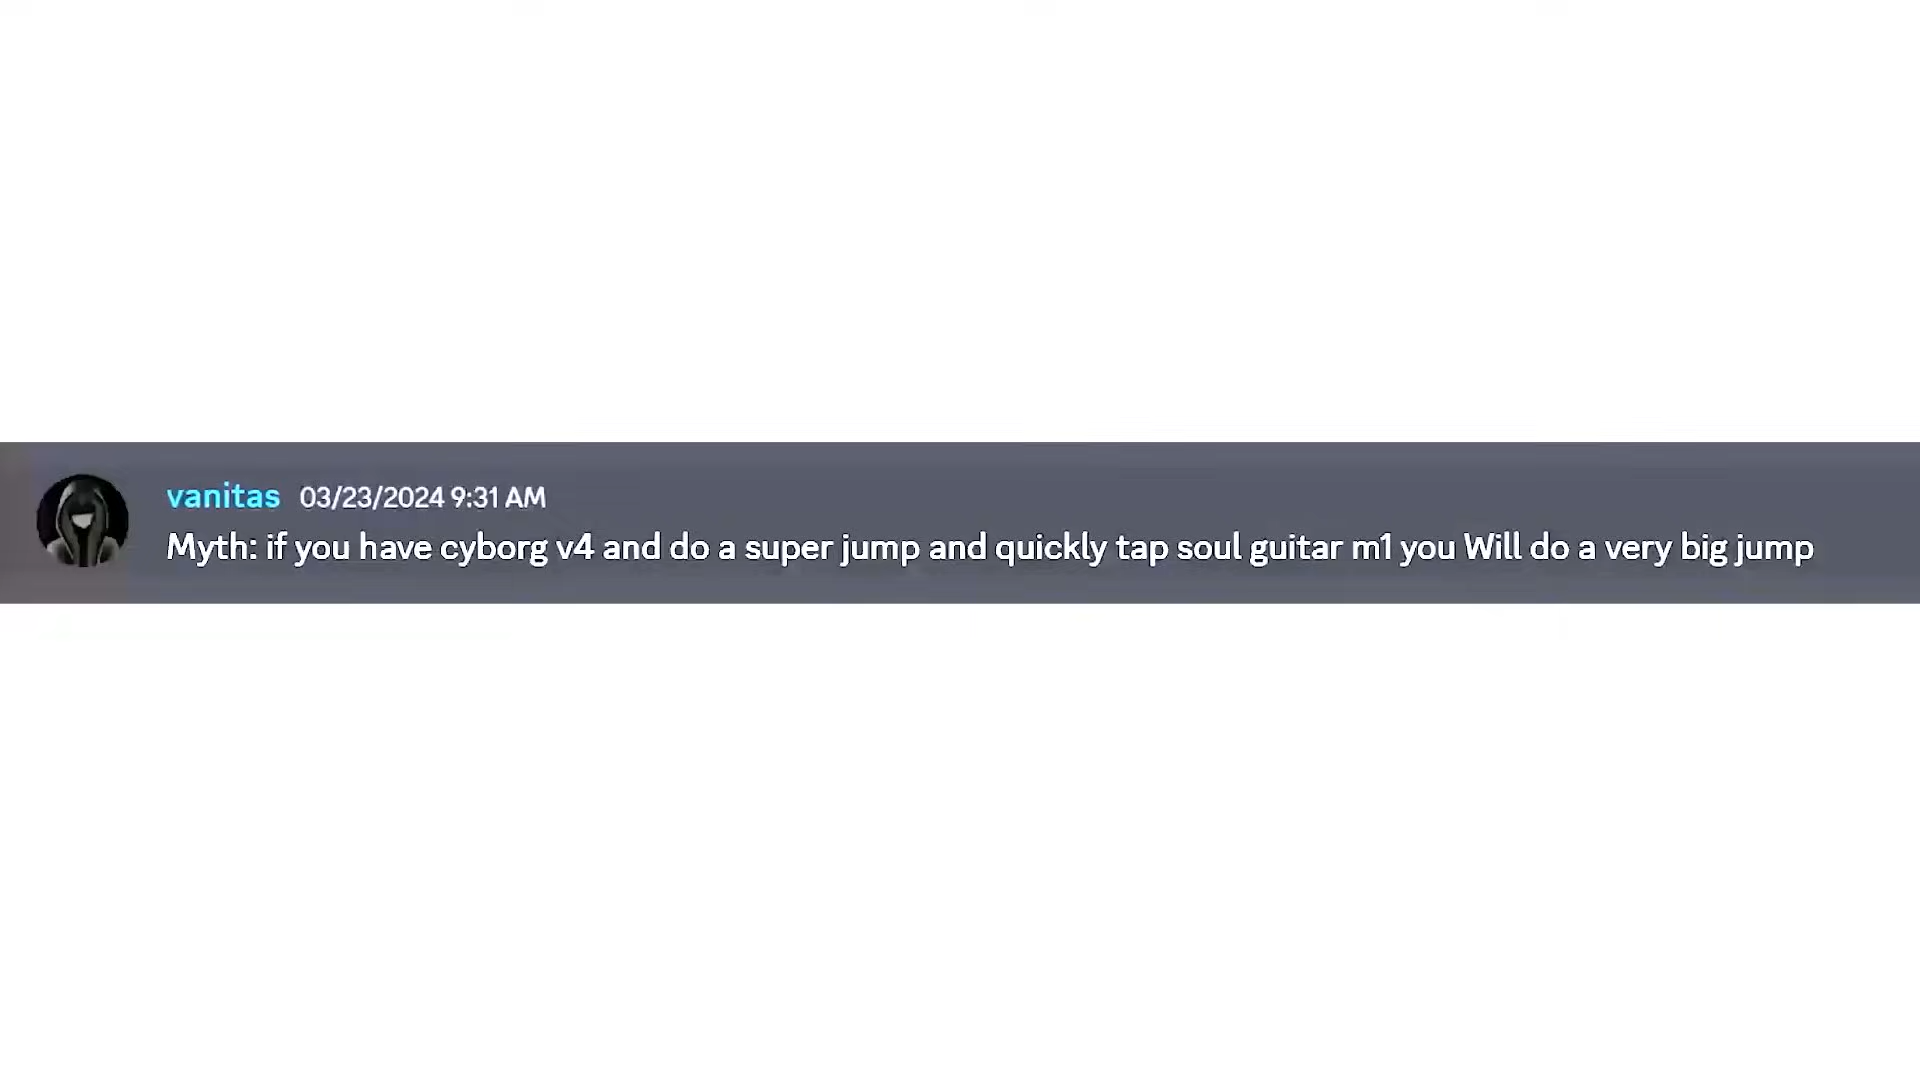 vanitas 03/23/2024 9:31 AM
Myth: if you have cyborg v4 and do a super jump and quickly tap soul guitar m1 you Will do a very big jump